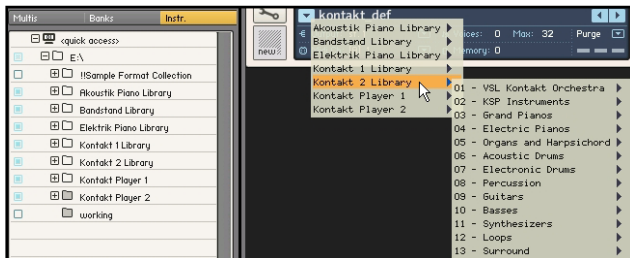 Multis Banks Instr.
<quick access>
E:\
!!Sample Format Collection
Akoustik Piano Library
Bandstand Library
Elektrik Piano Library
Kontakt 1 Library
Kontakt 2 Library
Kontakt Player 1
Kontakt Player 2
working
kontakt def
new
Voices: 0 Max: 32 Purge
Memory: 0
Akoustik Piano Library
Bandstand Library
Elektrik Piano Library
Kontakt 1 Library
Kontakt 2 Library
Kontakt Player 1
Kontakt Player 2
01 - VSL Kontakt Orchestra
02 - KSP Instruments
03 - Grand Pianos
04 - Electric Pianos
05 - Organs and Harpsichord
06 - Acoustic Drums
07 - Electronic Drums
08 - Percussion
09 - Guitars
10 - Basses
11 - Synthesizers
12 - Loops
13 - Surround